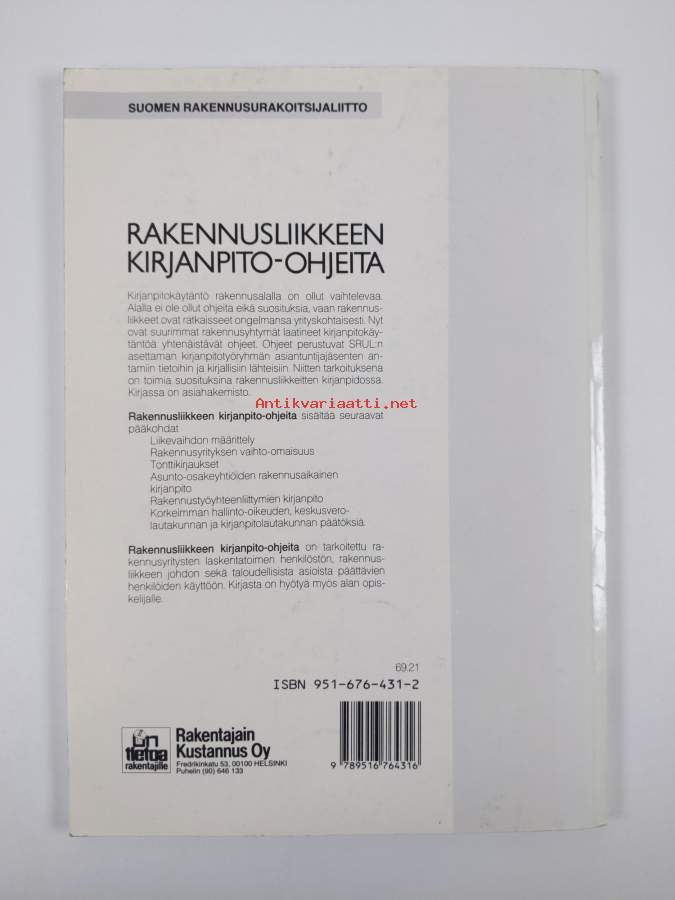 SUOMEN RAKENNUSURAKOITSIJALIITTO
RAKENNUSLIIKKEEN
KIRJANPITO-OHJEITA
Kirjanpitokäytäntö rakennusalalla on ollut vaihtelevaa.
Alalla ei ole ollut ohjeita eikä suosituksia, vaan rakennus-
liikkeet ovat ratkaisseet ongelmansa yrityskohtaisesti. Nyt
ovat suurimmat rakennusyhtymät laatineet kirjanpitokäy-
täntöä yhtenäistävät ohjeet. Ohjeet perustuvat SRUL:n
asettaman kirjanpitotyöryhmän asiantuntijajäsenten an-
tamiin tietoihin ja kirjallisiin lähteisiin. Niitten tarkoituksena
on toimia suosituksina rakennusliikkeitten kirjanpidossa.
Kirjassa on asiahakemisto.
Antikvariaatti.net
Rakennusliikkeen kirjanpito-ohjeita sisältää seuraavat
pääkohdat
Liikevaihdon määrittely
Rakennusyrityksen vaihto-omaisuus
Tonttikirjaukset
Asunto-osakeyhtiöiden rakennusaikainen
kirjanpito
Rakennustyöyhteenliittymien kirjanpito
Korkeimman hallinto-oikeuden, keskusvero-
lautakunnan ja kirjanpitolautakunnan päätöksiä.
Rakennusliikkeen kirjanpito-ohjeita on tarkoitettu ra-
kennusyritysten laskentatoimen henkilöstön, rakennus-
liikkeen johdon sekä taloudellisista asioista päättävien
henkilöiden käyttöön. Kirjasta on hyötyä myös alan opis-
kelijalle.
69.21
ISBN 951-676-431-2
on
tietoa
rakentajille
Rakentajain
Kustannus Oy
Fredrikinkatu 53, 00100 HELSINKI
Puhelin (90) 646 133
9 789516 764316